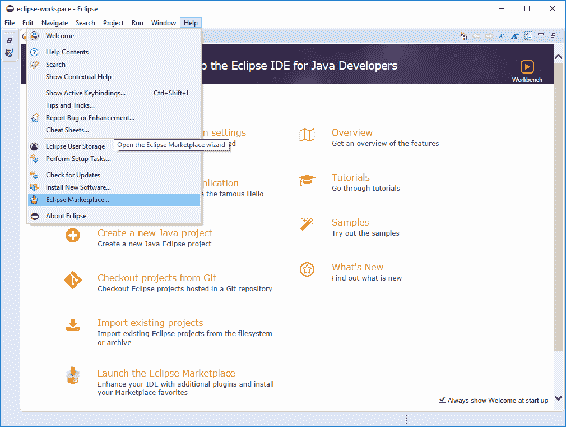 eclipse-workspace - Eclipse
File Edit Navigate Search Project Run Window Help
Welcome
Help Contents
Search
Show Contextual Help
Show Active Keybindings... Ctrl+Shift+L
Tips and Tricks...
Report Bug or Enhancement...
Cheat Sheets...
Eclipse User Storage
Open the Eclipse Marketplace wizard
Perform Setup Tasks...
Check for Updates
Install New Software...
Eclipse Marketplace...
About Eclipse
the Eclipse IDE for Java Developers
Workbench
settings
Overview
Get an overview of the features
Tutorials
Go through tutorials
the famous Hello
Create a new Java project
Create a new Java Eclipse project
Samples
Try out the samples
Checkout projects from Git
Checkout Eclipse projects hosted in a Git repository
What's New
Find out what is new
Import existing projects
Import existing Eclipse projects from the filesystem
or archive
Launch the Eclipse Marketplace
Enhance your IDE with additional plugins and install
your Marketplace favorites
Always show Welcome at start up